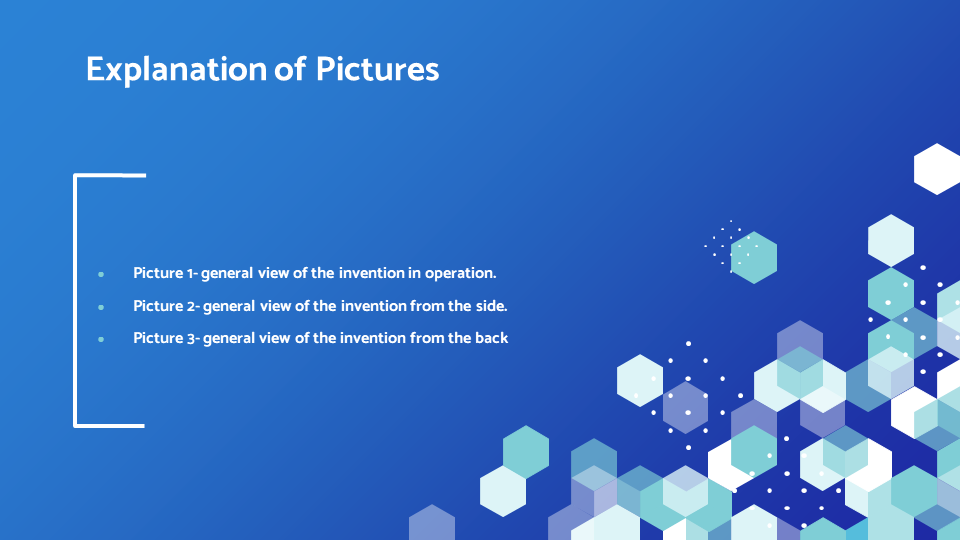 Explanation of Pictures
• Picture 1- general view of the invention in operation.
• Picture 2- general view of the invention from the side.
• Picture 3- general view of the invention from the back